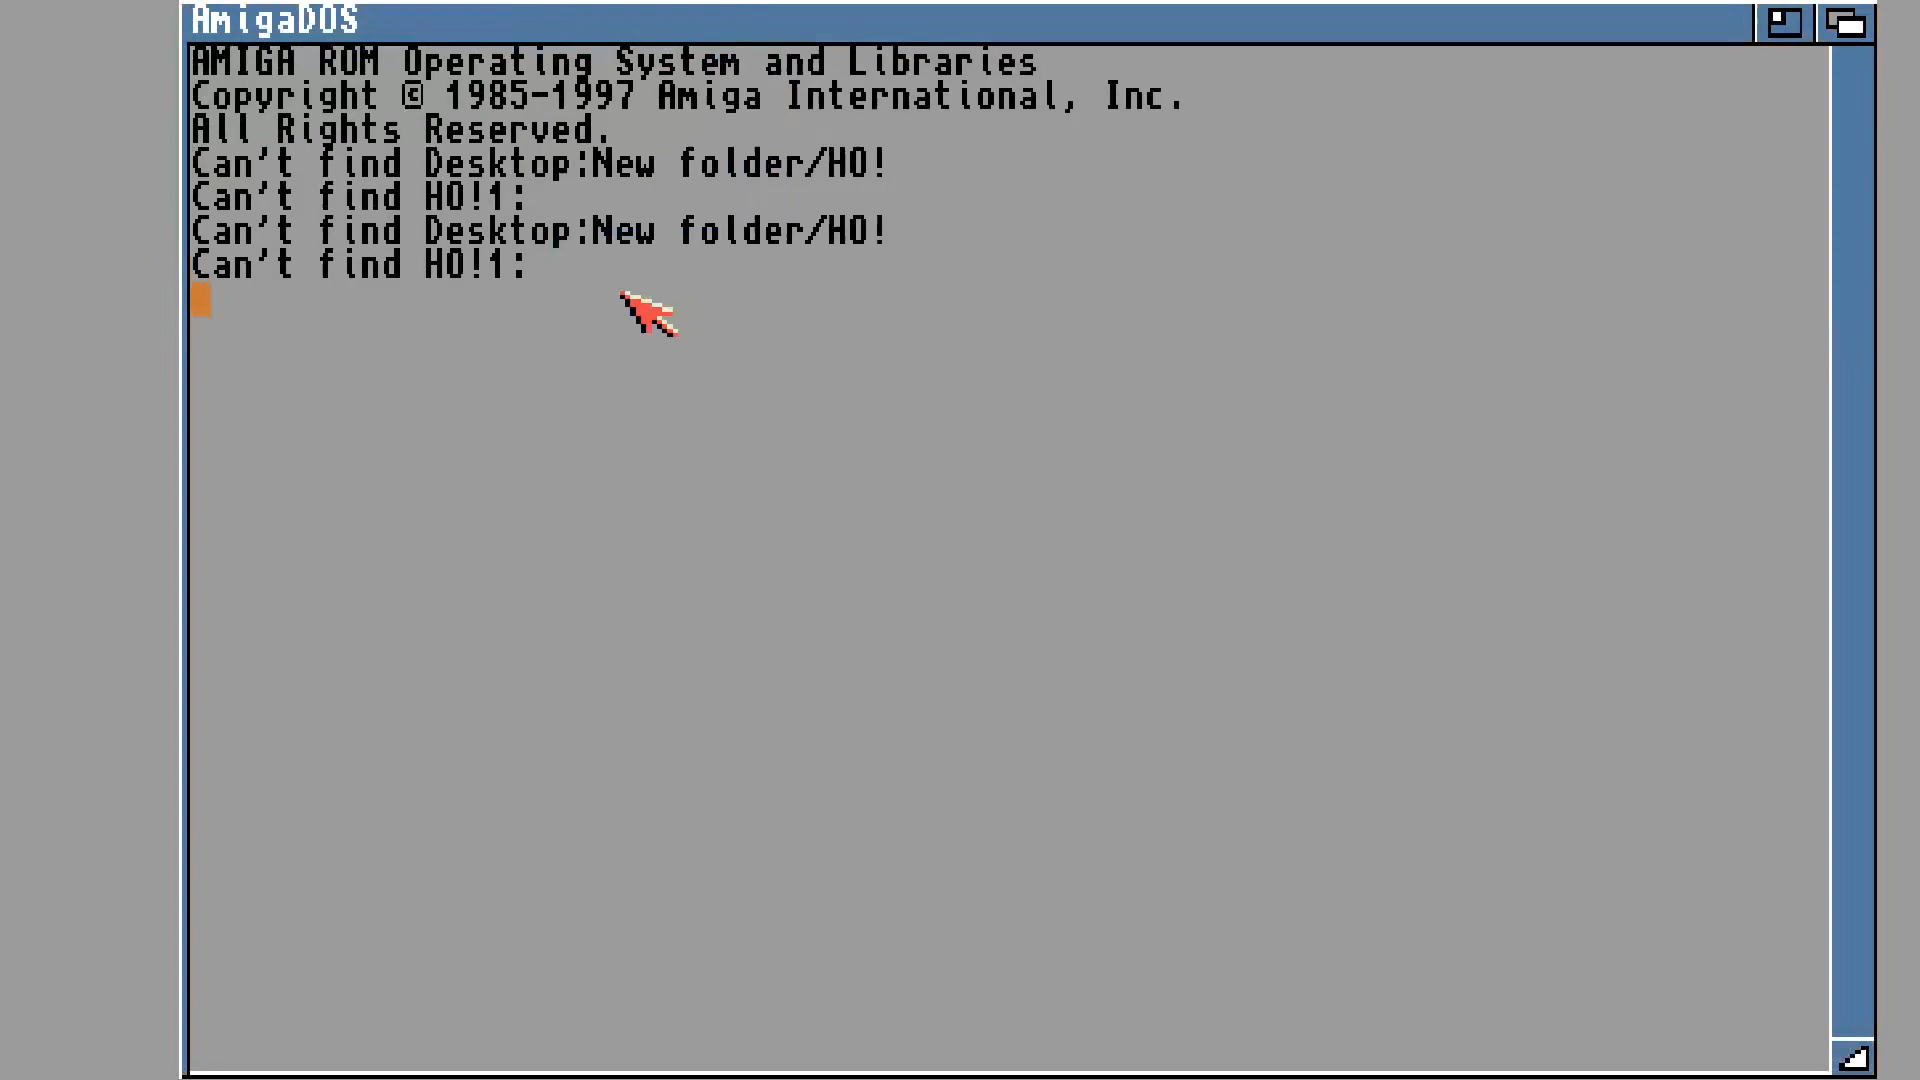 AmigaDOS
AMIGA ROM Operating System and Libraries
Copyright © 1985-1997 Amiga International, Inc.
All Rights Reserved.
Can't find Desktop:New folder/HO!
Can't find HO!1:
Can't find Desktop:New folder/HO!
Can't find HO!1: